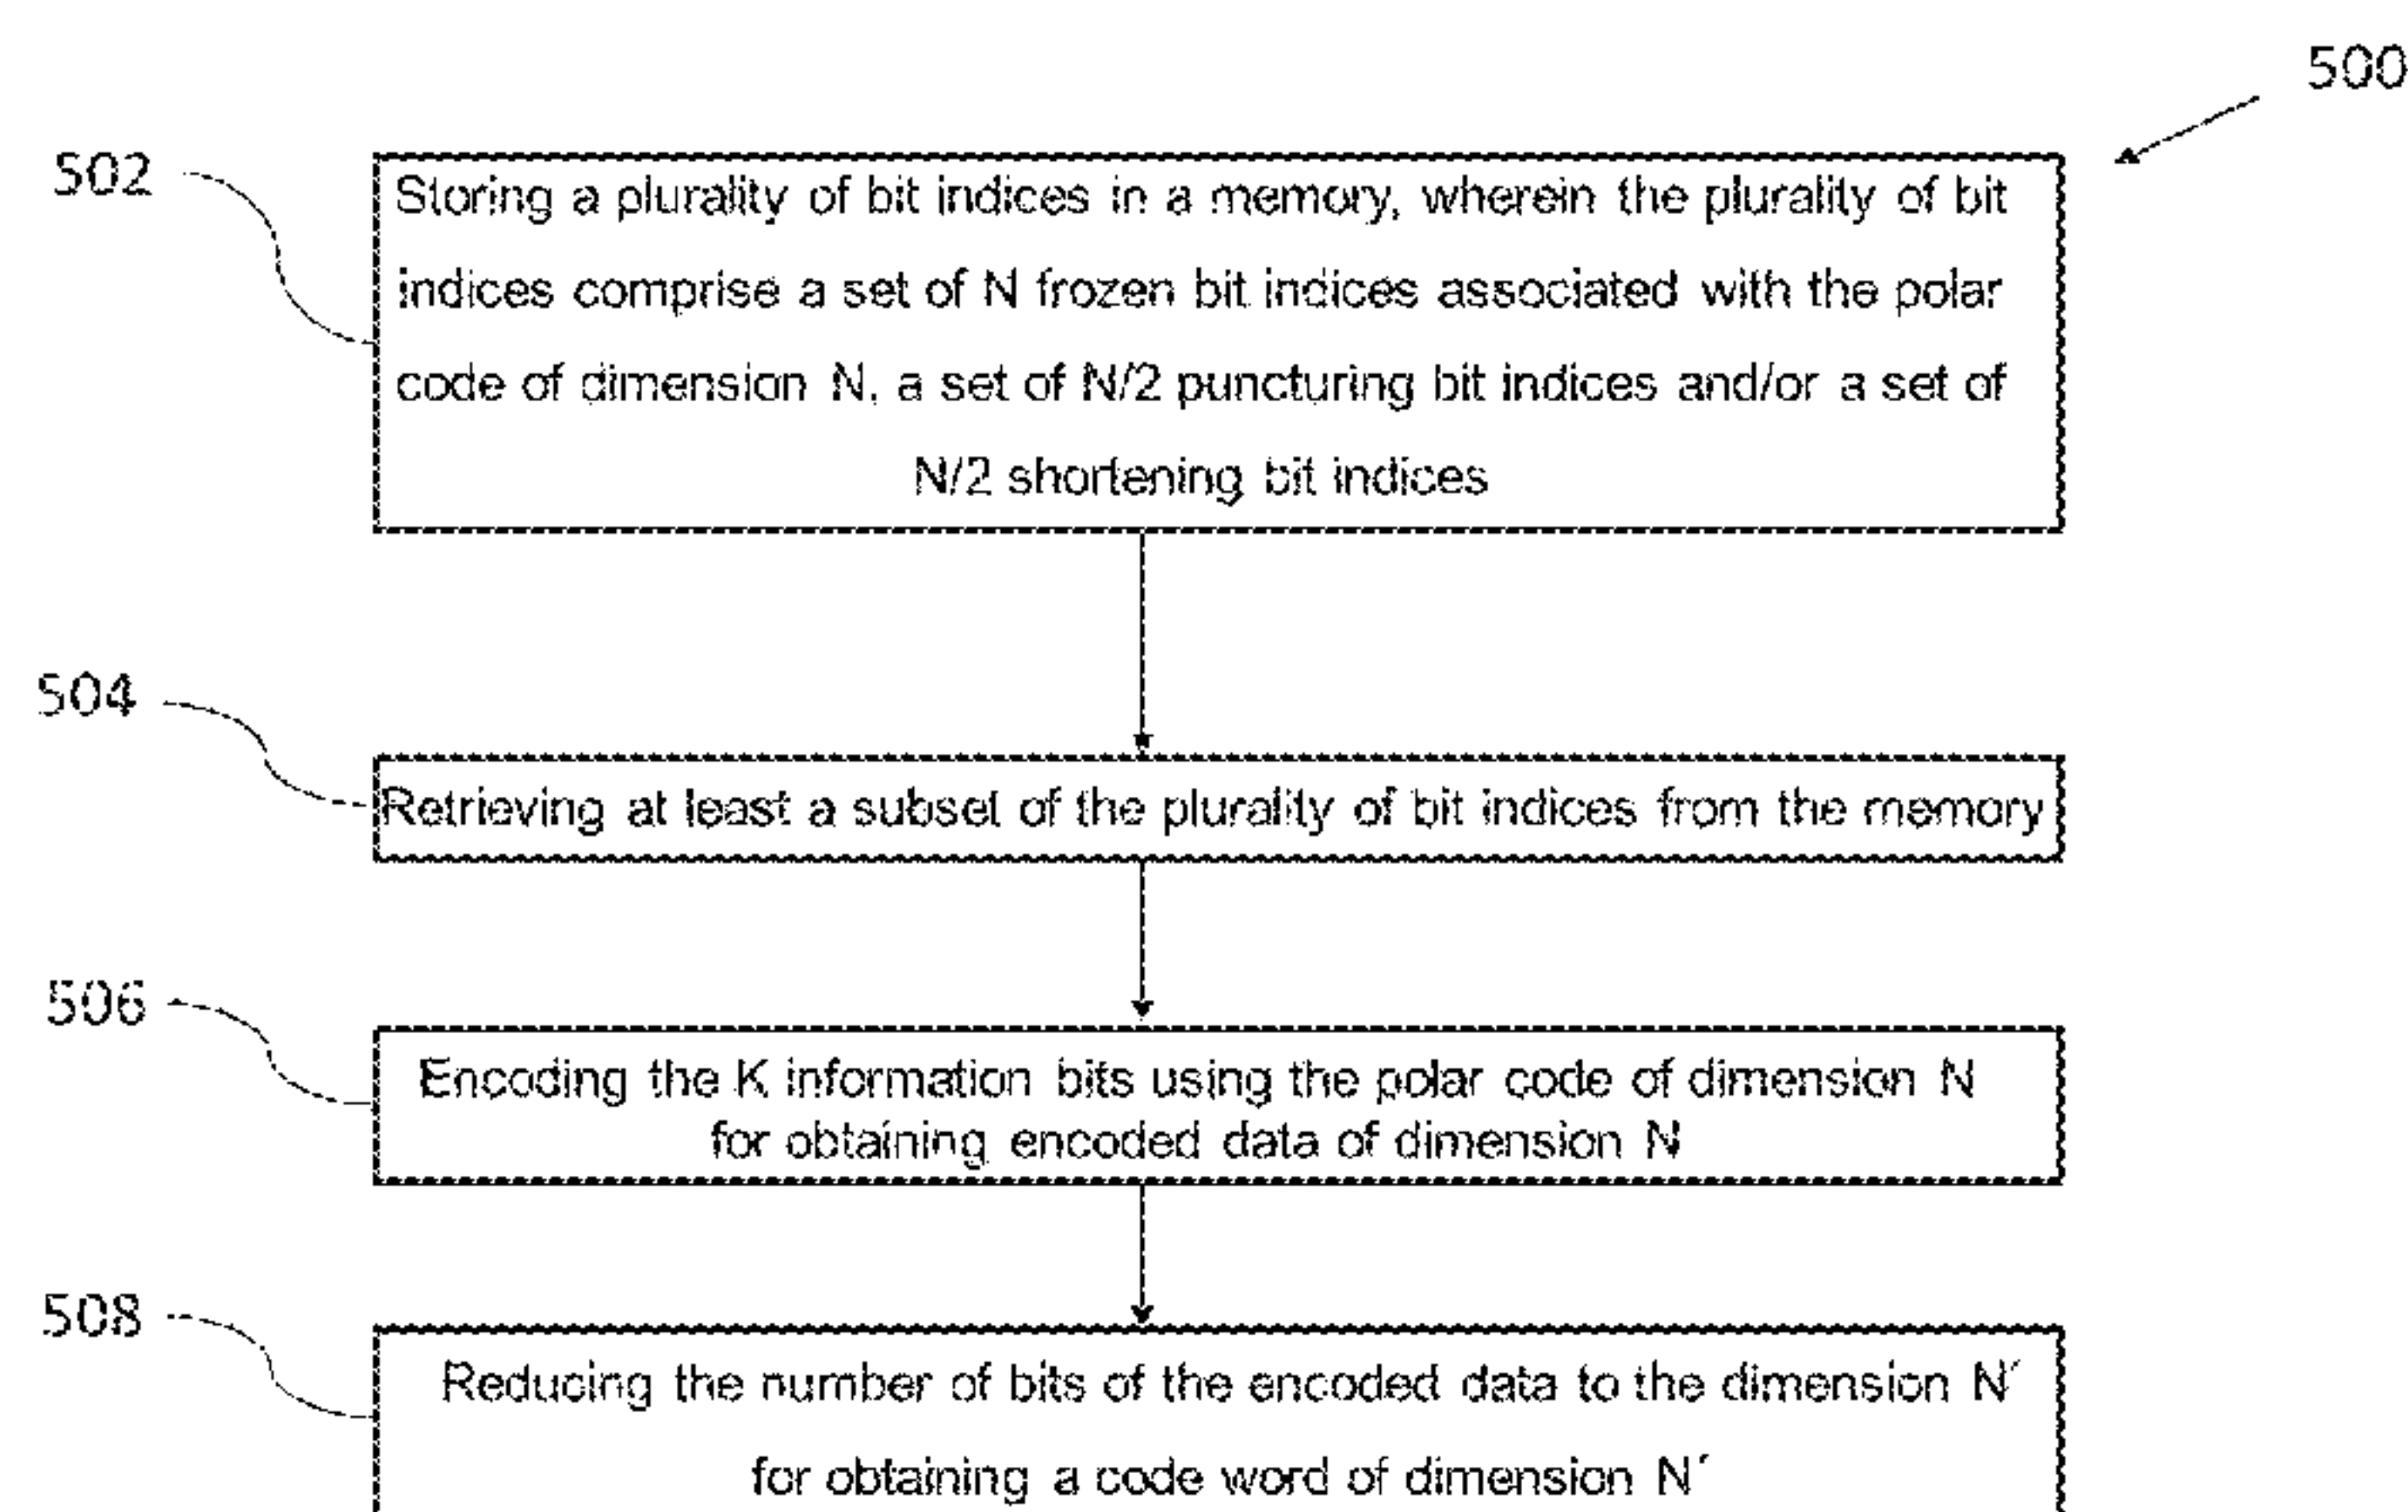 500
502
Storing a plurality of bit indices in a memory, wherein the plurality of bit
indices comprise a set of N frozen bit indices associated with the polar
code of dimension N, a set of N/2 puncturing bit indices and/or a set of
N/2 shortening bit indices
504
Retrieving at least a subset of the plurality of bit indices from the memory
506
Encoding the K information bits using the polar code of dimension N
for obtaining encoded data of dimension N
508
Reducing the number of bits of the encoded data to the dimension N´
for obtaining a code word of dimension N´